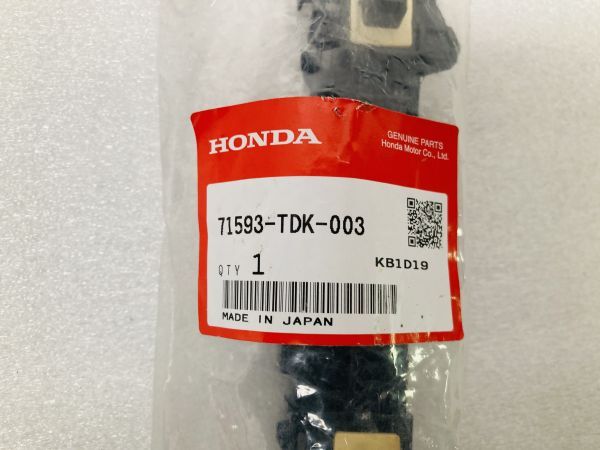 HONDA
GENUINE PARTS
Honda Motor Co., Ltd.
71593-TDK-003
QTY 1
KB1D19
MADE IN JAPAN